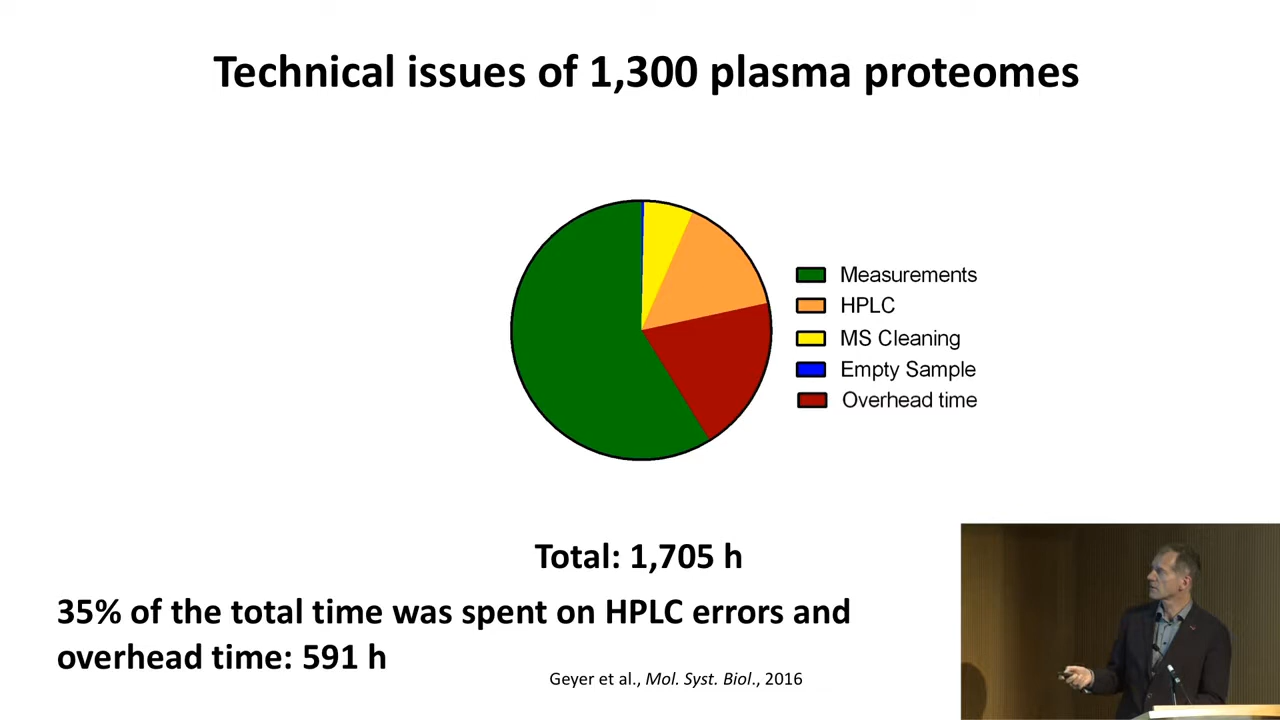 Technical issues of 1,300 plasma proteomes
Measurements
HPLC
MS Cleaning
Empty Sample
Overhead time
Total: 1,705 h
35% of the total time was spent on HPLC errors and
overhead time: 591 h
Geyer et al., Mol. Syst. Biol., 2016